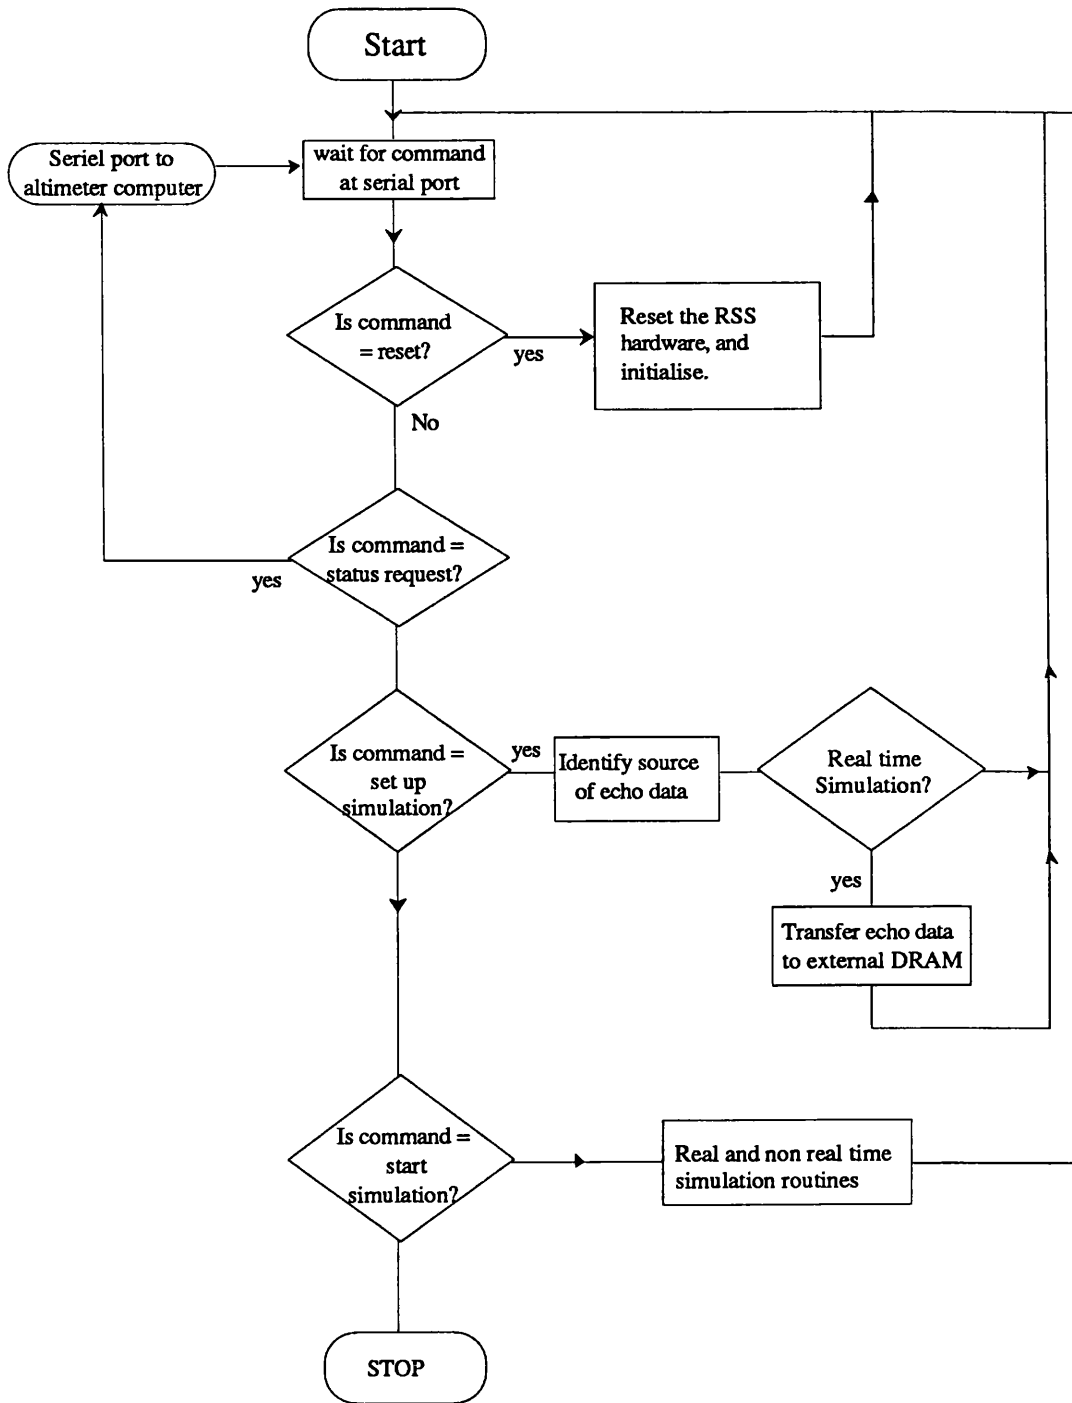 Start
Seriel port to
altimeter computer
wait for command
at serial port
Is command
= reset?
yes
Reset the RSS
hardware, and
initialise.
No
Is command =
status request?
yes
Is command =
set up
simulation?
yes
Identify source
of echo data
Real time
Simulation?
yes
Transfer echo data
to external DRAM
Is command =
start
simulation?
Real and non real time
simulation routines
STOP